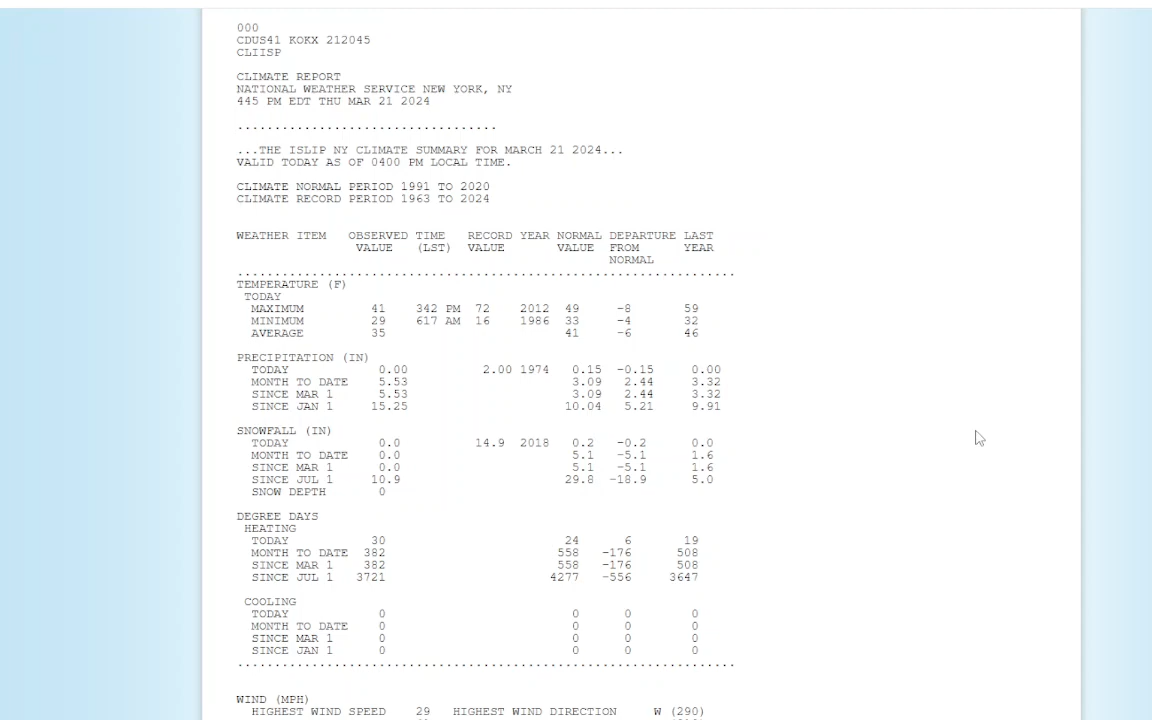 000
CDUS41 KOKX 212045
CLIISP
CLIMATE REPORT
NATIONAL WEATHER SERVICE NEW YORK, NY
445 PM EDT THU MAR 21 2024
...................................
...THE ISLIP NY CLIMATE SUMMARY FOR MARCH 21 2024...
VALID TODAY AS OF 0400 PM LOCAL TIME.
CLIMATE NORMAL PERIOD 1991 TO 2020
CLIMATE RECORD PERIOD 1963 TO 2024
WEATHER ITEM OBSERVED TIME RECORD YEAR NORMAL DEPARTURE LAST
VALUE (LST) VALUE VALUE FROM YEAR
NORMAL
...................................................................
TEMPERATURE (F)
TODAY
MAXIMUM 41 342 PM 72 2012 49 -8 59
MINIMUM 29 617 AM 16 1986 33 -4 32
AVERAGE 35 41 -6 46
PRECIPITATION (IN)
TODAY 0.00 2.00 1974 0.15 -0.15 0.00
MONTH TO DATE 5.53 3.09 2.44 3.32
SINCE MAR 1 5.53 3.09 2.44 3.32
SINCE JAN 1 15.25 10.04 5.21 9.91
SNOWFALL (IN)
TODAY 0.0 14.9 2018 0.2 -0.2 0.0
MONTH TO DATE 0.0 5.1 -5.1 1.6
SINCE MAR 1 0.0 5.1 -5.1 1.6
SINCE JUL 1 10.9 29.8 -18.9 5.0
SNOW DEPTH 0
DEGREE DAYS
HEATING
TODAY 30 24 6 19
MONTH TO DATE 382 558 -176 508
SINCE MAR 1 382 558 -176 508
SINCE JUL 1 3721 4277 -556 3647
COOLING
TODAY 0 0 0 0
MONTH TO DATE 0 0 0 0
SINCE MAR 1 0 0 0 0
SINCE JAN 1 0 0 0 0
...................................................................
WIND (MPH)
HIGHEST WIND SPEED 29 HIGHEST WIND DIRECTION W (290)